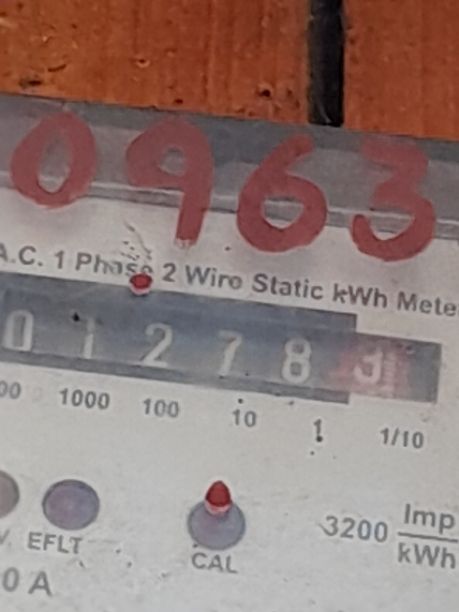 0963
A.C. 1 Phase 2 Wire Static kWh Mete
0 1 2 7 8
00 1000 100 10 1 1/10
EFLT CAL 3200 Imp
kWh
0 A